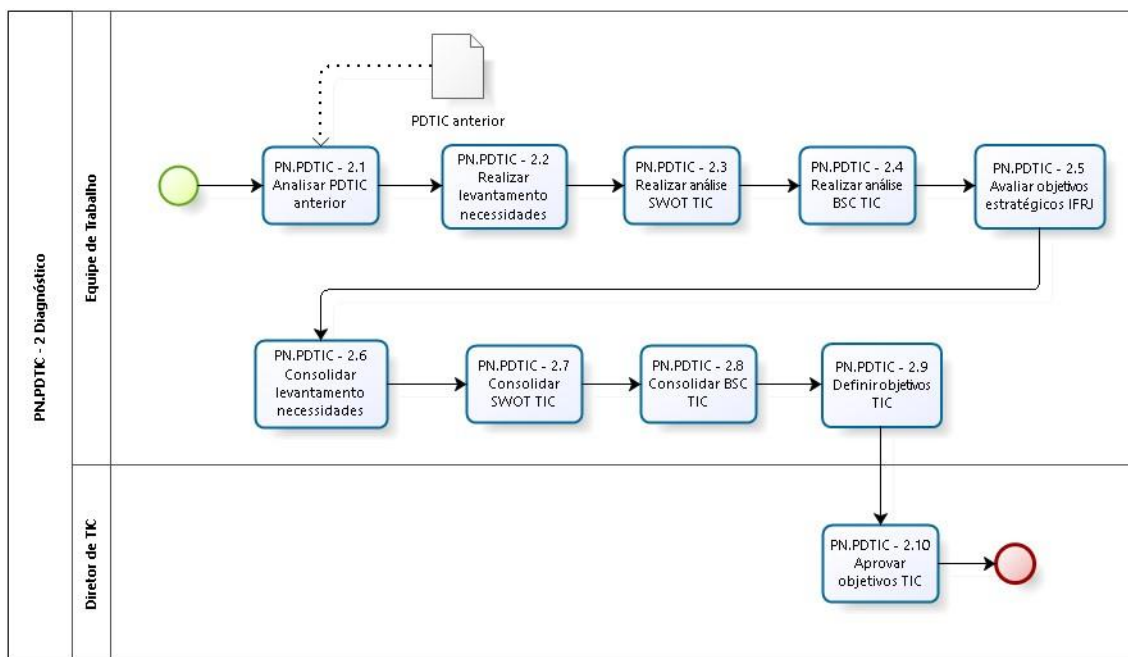 PN.PDTIC - 2 Diagnóstico
Equipe de Trabalho
PDTIC anterior
PN.PDTIC - 2.1
Analisar PDTIC
anterior
PN.PDTIC - 2.2
Realizar
levantamento
necessidades
PN.PDTIC - 2.3
Realizar análise
SWOT TIC
PN.PDTIC - 2.4
Realizar análise
BSC TIC
PN.PDTIC - 2.5
Avaliar objetivos
estratégicos IFRJ
PN.PDTIC - 2.6
Consolidar
levantamento
necessidades
PN.PDTIC - 2.7
Consolidar
SWOT TIC
PN.PDTIC - 2.8
Consolidar BSC
TIC
PN.PDTIC - 2.9
Definir objetivos
TIC
Diretor de TIC
PN.PDTIC - 2.10
Aprovar
objetivos TIC